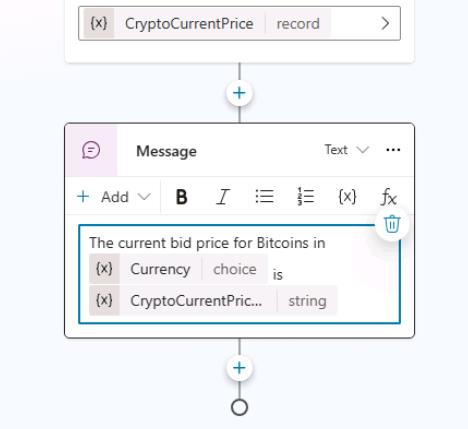 {x} CryptoCurrentPrice record
Message Text
Add B I {x} fx
The current bid price for Bitcoins in
{x} Currency choice is
{x} CryptoCurrentPric... string